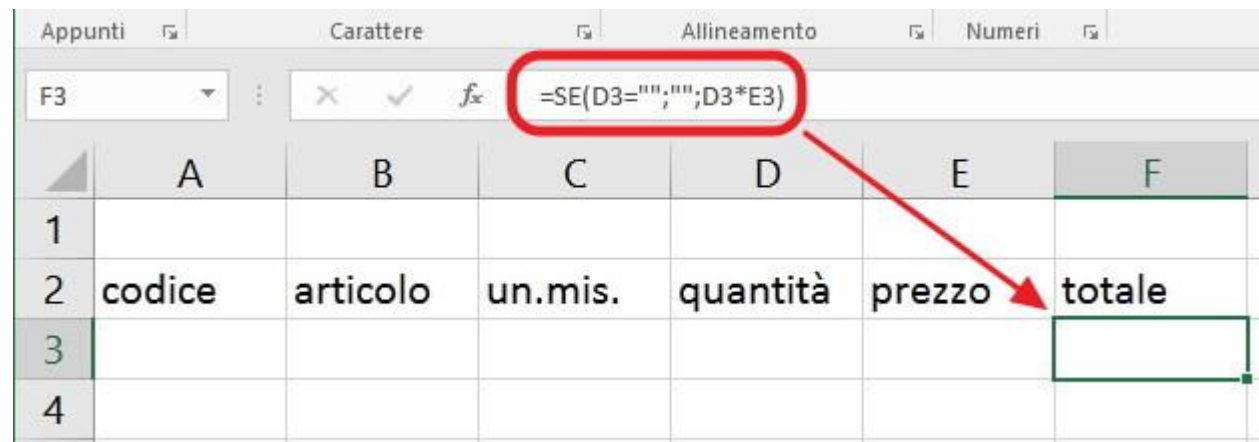 Appunti Carattere Allineamento Numeri
F3 fx =SE(D3="";"";D3*E3)
A B C D E F
1
2 codice articolo un.mis. quantità prezzo totale
3
4